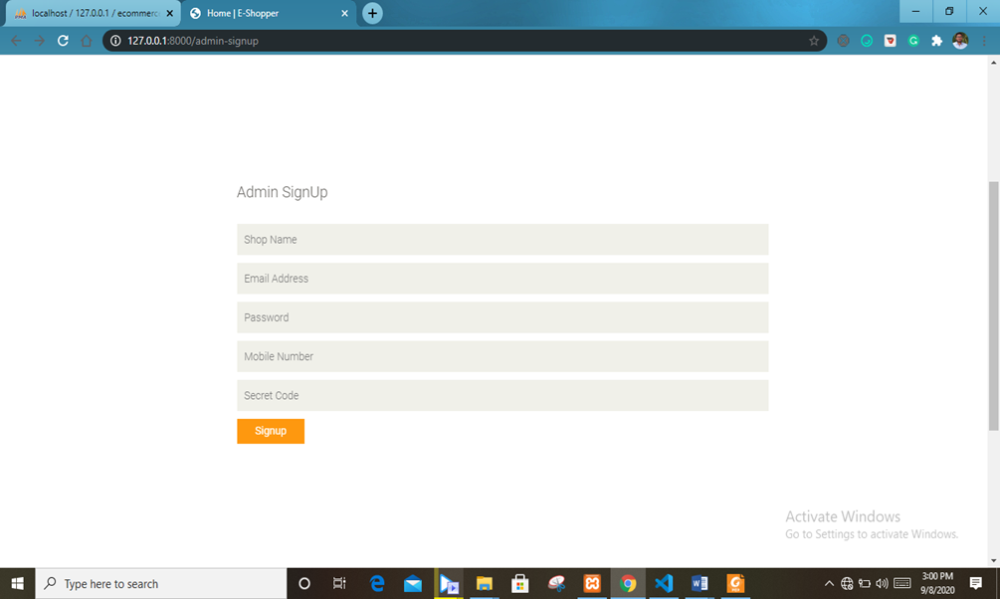 localhost / 127.0.0.1 / ecommerc
Home | E-Shopper
127.0.0.1:8000/admin-signup
Admin SignUp
Shop Name
Email Address
Password
Mobile Number
Secret Code
Signup
Activate Windows
Go to Settings to activate Windows.
Type here to search
3:00 PM
9/8/2020